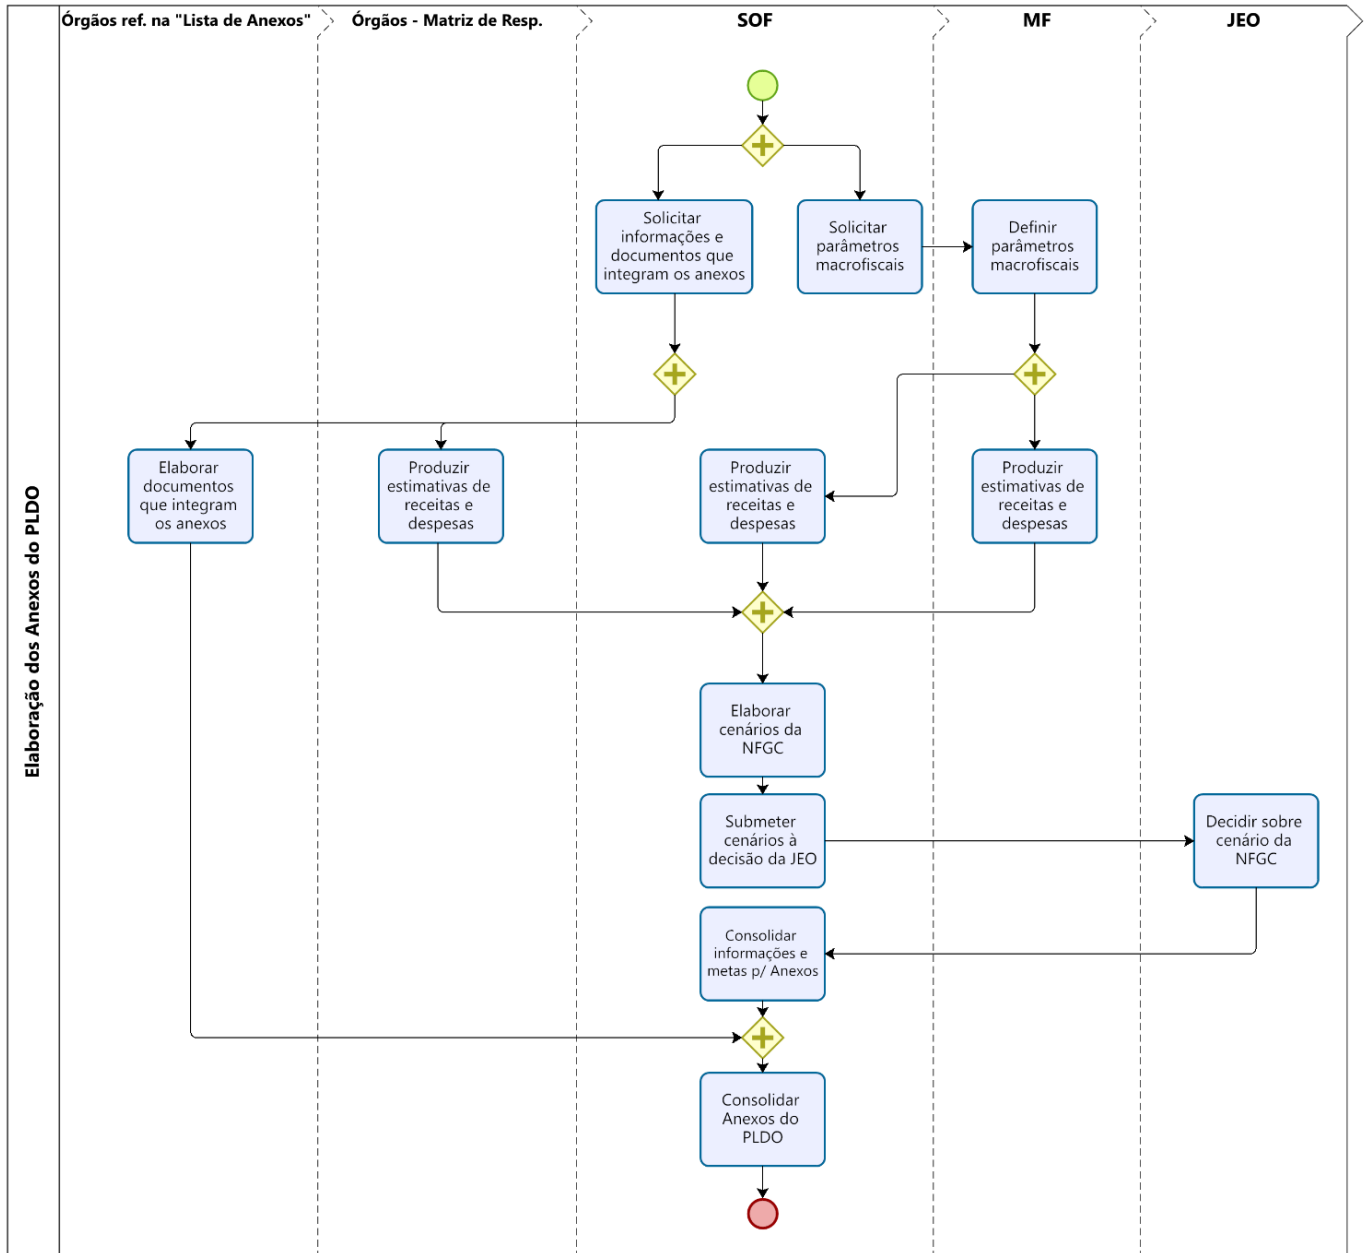 Órgãos ref. na "Lista de Anexos"
Órgãos - Matriz de Resp.
SOF
MF
JEO
Elaboração dos Anexos do PLDO
Solicitar
informações e
documentos que
integram os anexos
Solicitar
parâmetros
macrofiscais
Definir
parâmetros
macrofiscais
Elaborar
documentos
que integram
os anexos
Produzir
estimativas de
receitas e
despesas
Produzir
estimativas de
receitas e
despesas
Produzir
estimativas de
receitas e
despesas
Elaborar
cenários da
NFGC
Submeter
cenários à
decisão da JEO
Decidir sobre
cenário da
NFGC
Consolidar
informações e
metas p/ Anexos
Consolidar
Anexos do
PLDO